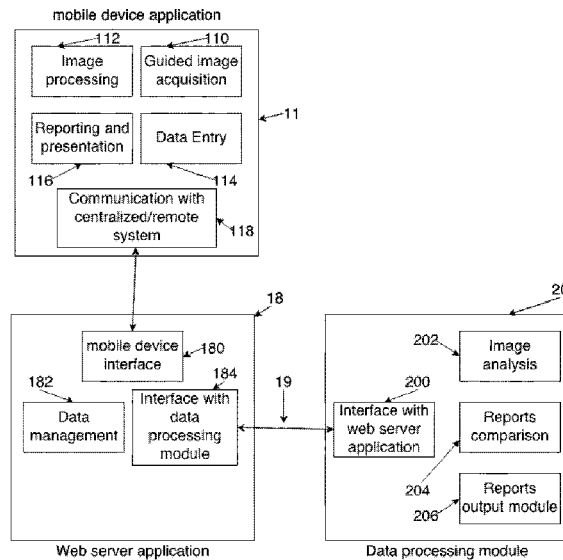 mobile device application
112
110
Image
processing
Guided image
acquisition
11
Reporting and
presentation
Data Entry
116
114
Communication with
centralized/remote
system
118
18
20
mobile device
interface
180
182
184
Data
management
Interface with
data
processing
module
19
200
Interface with
web server
application
202
Image
analysis
Reports
comparison
204
206
Reports
output module
Web server application
Data processing module